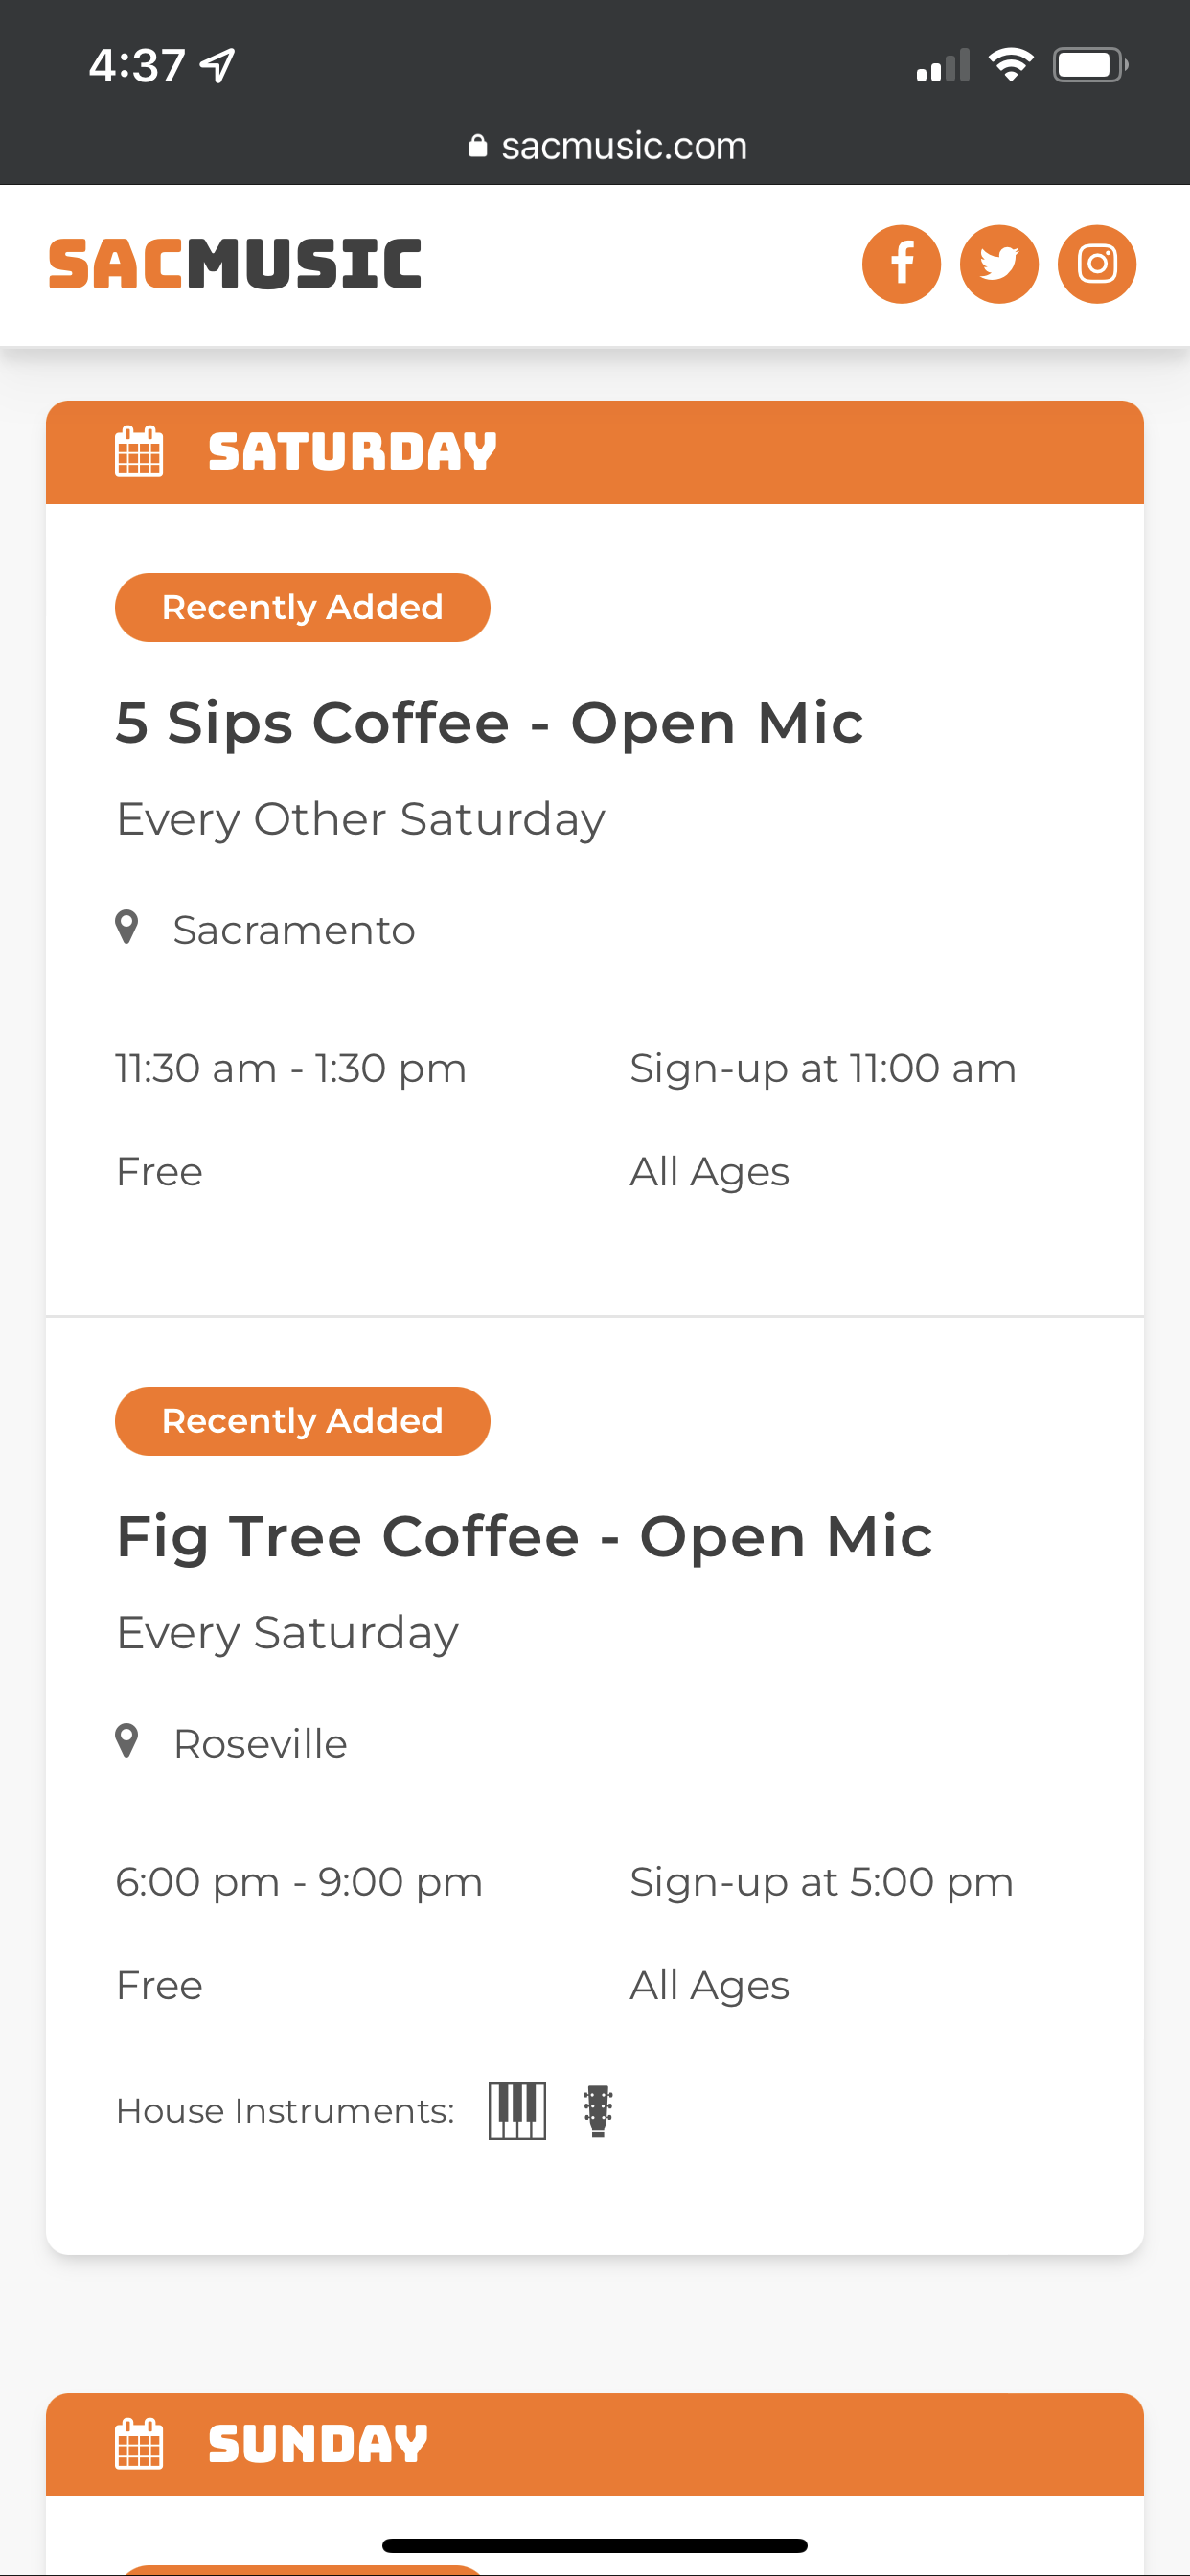 4:37
sacmusic.com
SACMUSIC
SATURDAY
Recently Added
5 Sips Coffee - Open Mic
Every Other Saturday
Sacramento
11:30 am - 1:30 pm Sign-up at 11:00 am
Free All Ages
Recently Added
Fig Tree Coffee - Open Mic
Every Saturday
Roseville
6:00 pm - 9:00 pm Sign-up at 5:00 pm
Free All Ages
House Instruments:
SUNDAY